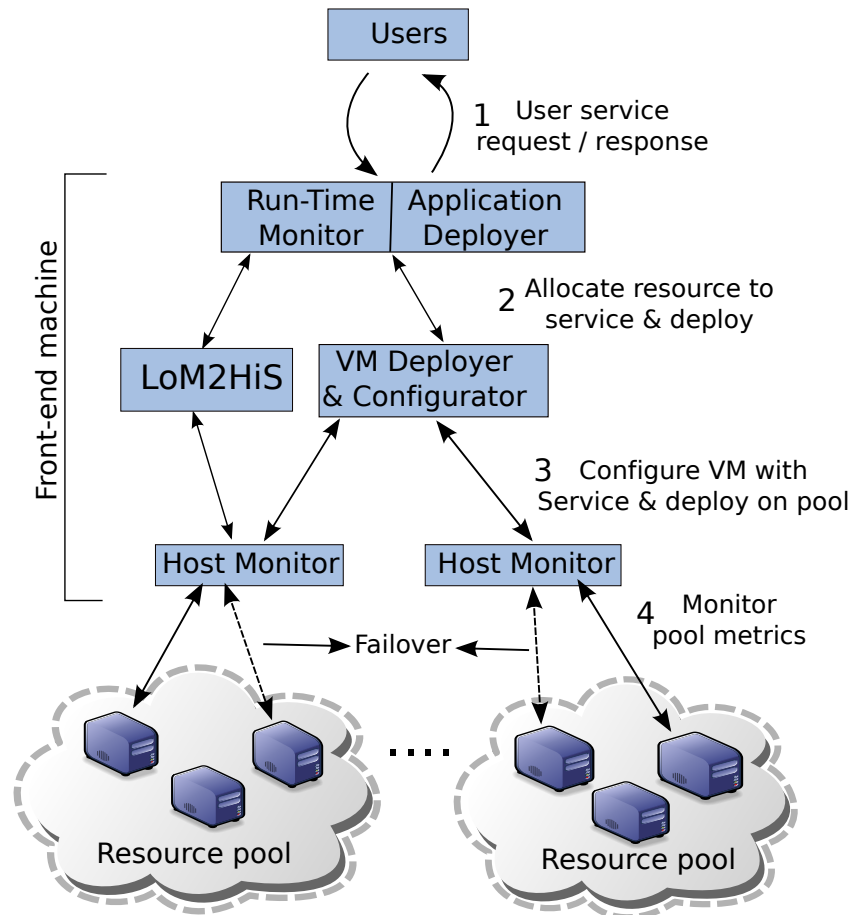 Users
1 User service
request / response
Front-end machine
Run-Time
Monitor
Application
Deployer
2 Allocate resource to
service & deploy
LoM2HiS
VM Deployer
& Configurator
3 Configure VM with
Service & deploy on pool
Host Monitor
Host Monitor
4 Monitor
pool metrics
Failover
....
Resource pool
Resource pool